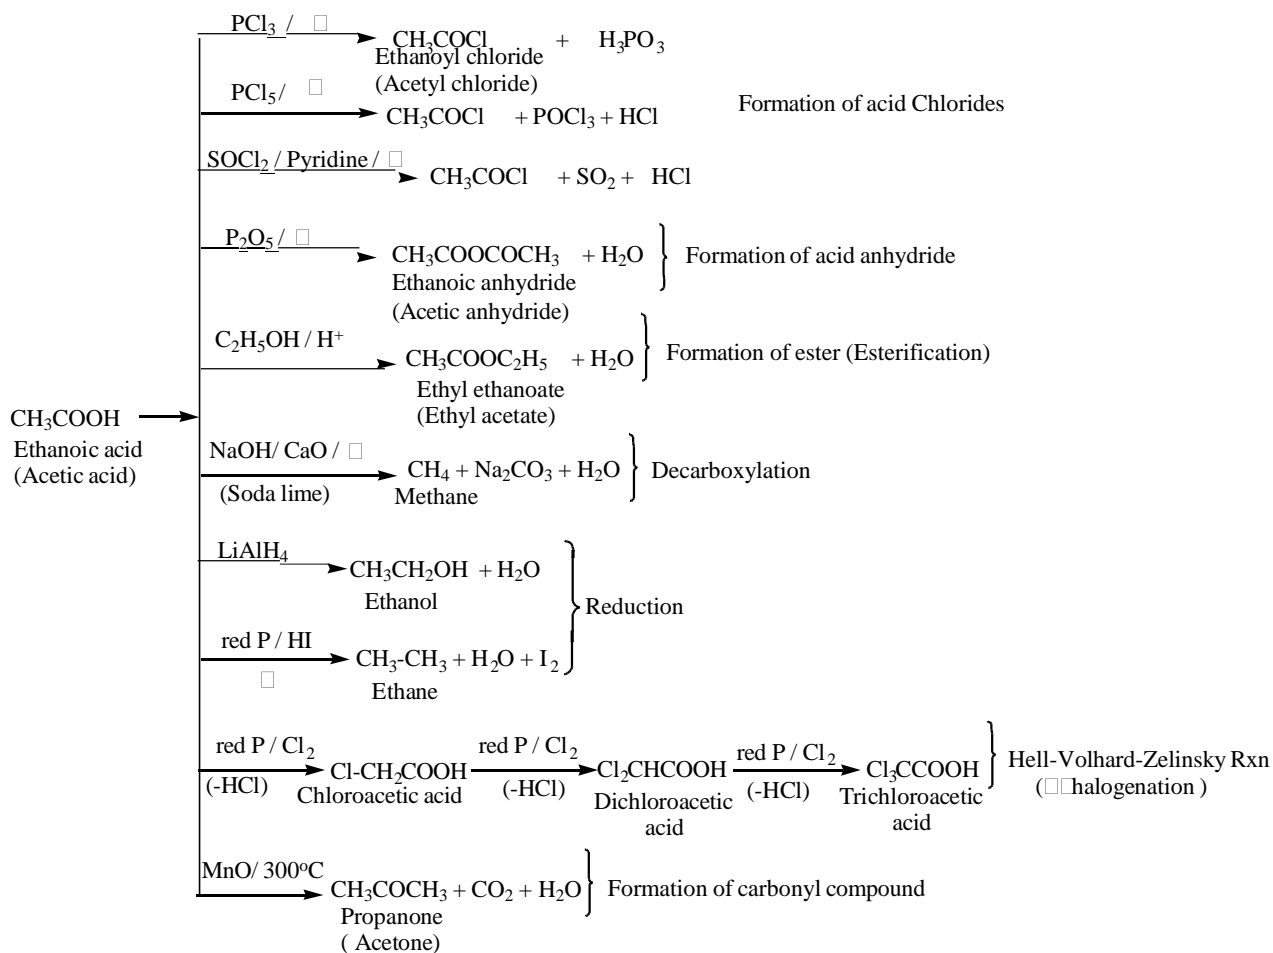 PCl₃ / □
CH₃COCl + H₃PO₃
Ethanoyl chloride
(Acetyl chloride)
PCl₅ / □
CH₃COCl + POCl₃ + HCl
Formation of acid Chlorides
SOCl₂ / Pyridine / □
CH₃COCl + SO₂ + HCl
P₂O₅ / □
CH₃COOCOCH₃ + H₂O
Formation of acid anhydride
Ethanoic anhydride
(Acetic anhydride)
C₂H₅OH / H⁺
CH₃COOC₂H₅ + H₂O
Formation of ester (Esterification)
Ethyl ethanoate
(Ethyl acetate)
CH₃COOH
Ethanoic acid
(Acetic acid)
NaOH/ CaO / □
(Soda lime)
CH₄ + Na₂CO₃ + H₂O
Methane
Decarboxylation
LiAlH₄
CH₃CH₂OH + H₂O
Ethanol
Reduction
red P / HI
□
CH₃-CH₃ + H₂O + I₂
Ethane
red P / Cl₂
(-HCl)
Cl-CH₂COOH
Chloroacetic acid
red P / Cl₂
(-HCl)
Cl₂CHCOOH
Dichloroacetic
acid
red P / Cl₂
(-HCl)
Cl₃CCOOH
Trichloroacetic
acid
Hell-Volhard-Zelinsky Rxn
(□□halogenation )
MnO/ 300°C
CH₃COCH₃ + CO₂ + H₂O
Propanone
( Acetone)
Formation of carbonyl compound